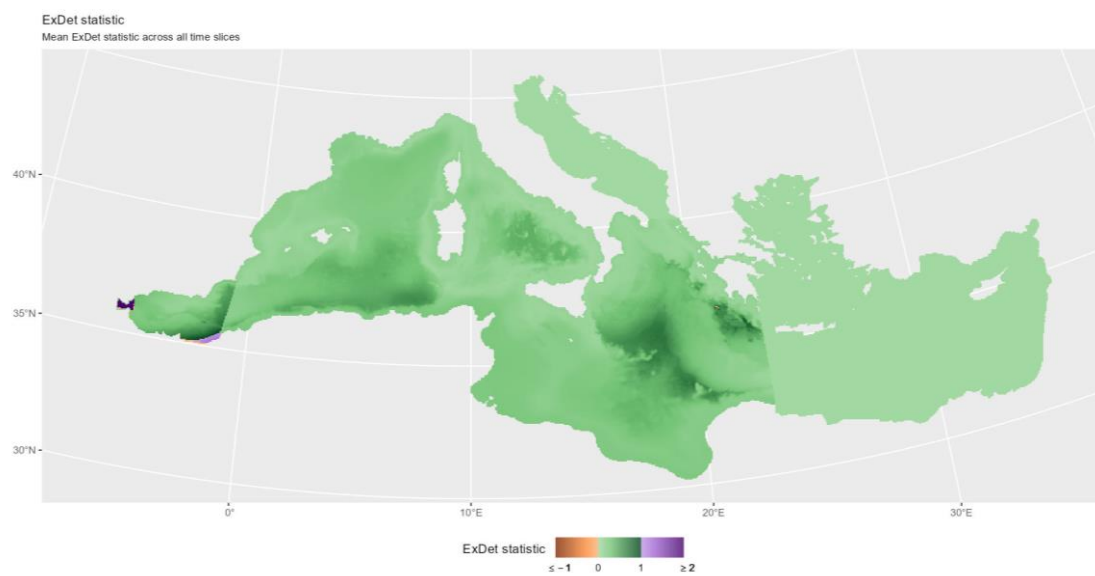 ExDet statistic
Mean ExDet statistic across all time slices
40°N
35°N
30°N
0°
10°E
20°E
30°E
ExDet statistic
≤ −1 0 1 ≥ 2